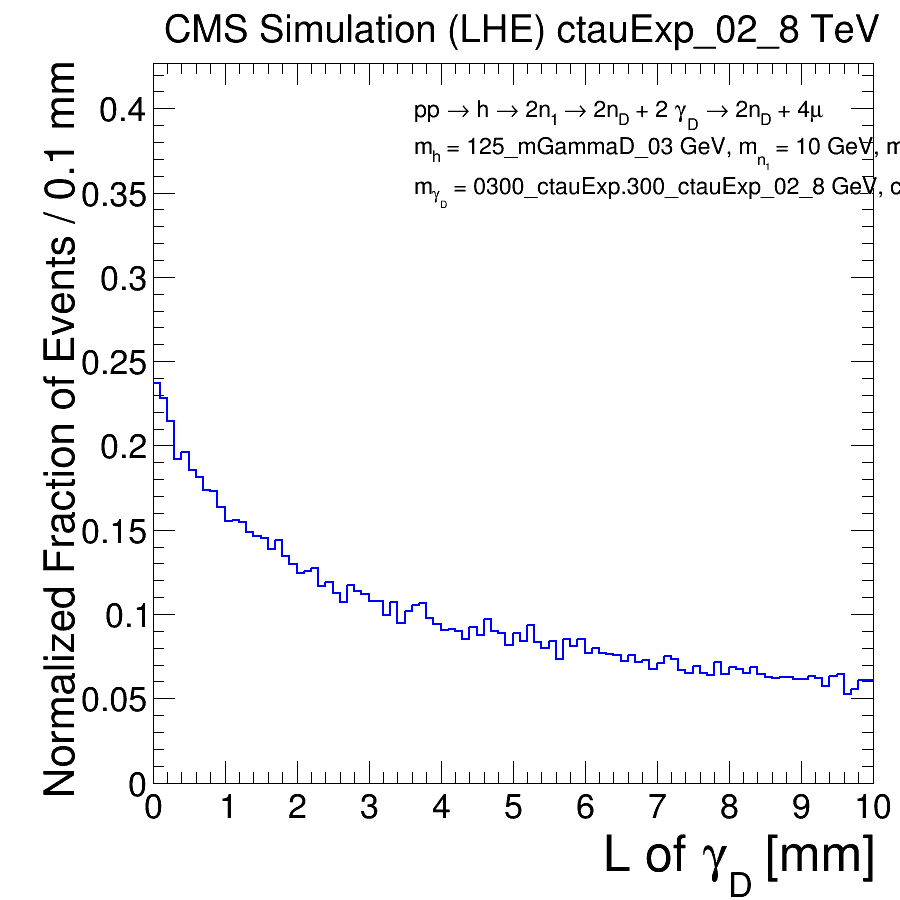 CMS Simulation (LHE) ctauExp_02_8 TeV
pp → h → 2n1 → 2nD + 2 γD → 2nD + 4μ
mh = 125_mGammaD_03 GeV, mn1 = 10 GeV, m
mγD = 0300_ctauExp.300_ctauExp_02_8 GeV, c
Normalized Fraction of Events / 0.1 mm
0.4
0.35
0.3
0.25
0.2
0.15
0.1
0.05
0
0 1 2 3 4 5 6 7 8 9 10
L of γD [mm]